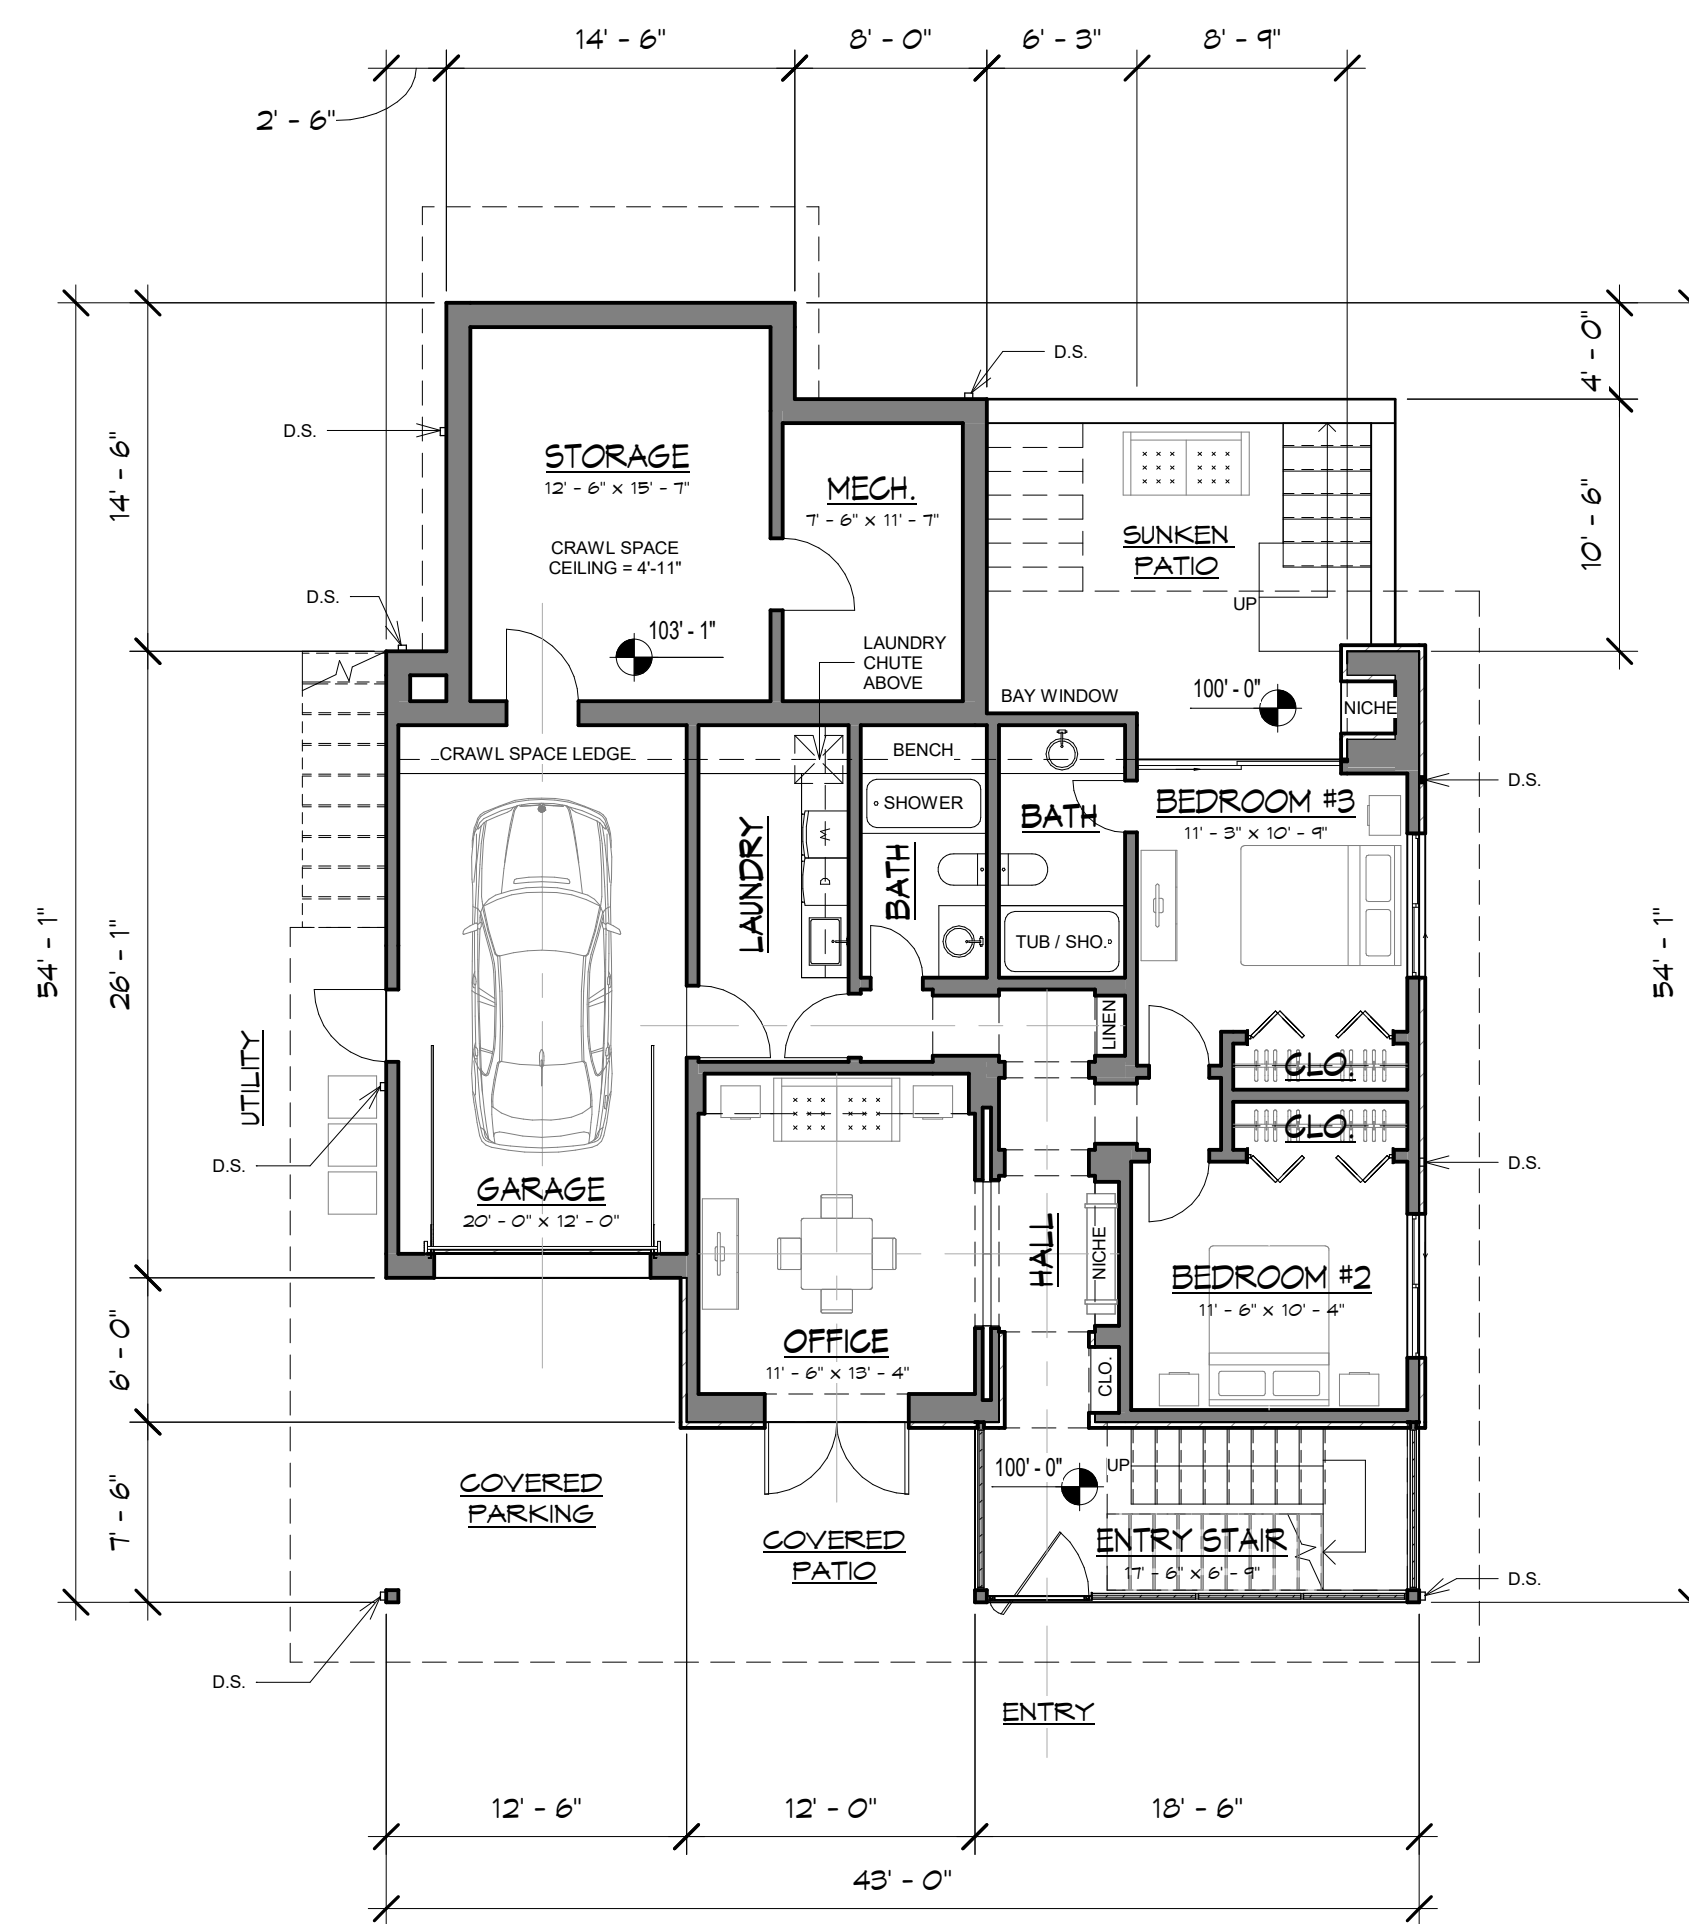 14' - 6"
8' - 0"
6' - 3"
8' - 9"
2' - 6"
D.S.
4' - 0"
D.S.
STORAGE
12' - 6" x 15' - 7"
MECH.
7' - 6" x 11' - 7"
14' - 6"
10' - 6"
SUNKEN
PATIO
CRAWL SPACE
CEILING = 4'-11"
D.S.
UP
103' - 1"
LAUNDRY
CHUTE
ABOVE
BAY WINDOW
100' - 0"
NICHE
CRAWL SPACE LEDGE
BENCH
D.S.
SHOWER
BATH
BEDROOM #3
11' - 3" x 10' - 9"
LAUNDRY
BATH
TUB / SHO.
54' - 1"
26' - 1"
54' - 1"
LINEN
UTILITY
CLO.
CLO.
D.S.
D.S.
GARAGE
20' - 0" x 12' - 0"
HALL
NICHE
BEDROOM #2
11' - 6" x 10' - 4"
6' - 0"
OFFICE
11' - 6" x 13' - 4"
CLO.
100' - 0"
UP
COVERED
PARKING
7' - 6"
COVERED
PATIO
ENTRY STAIR
17' - 6" x 6' - 9"
D.S.
D.S.
ENTRY
12' - 6"
12' - 0"
18' - 6"
43' - 0"